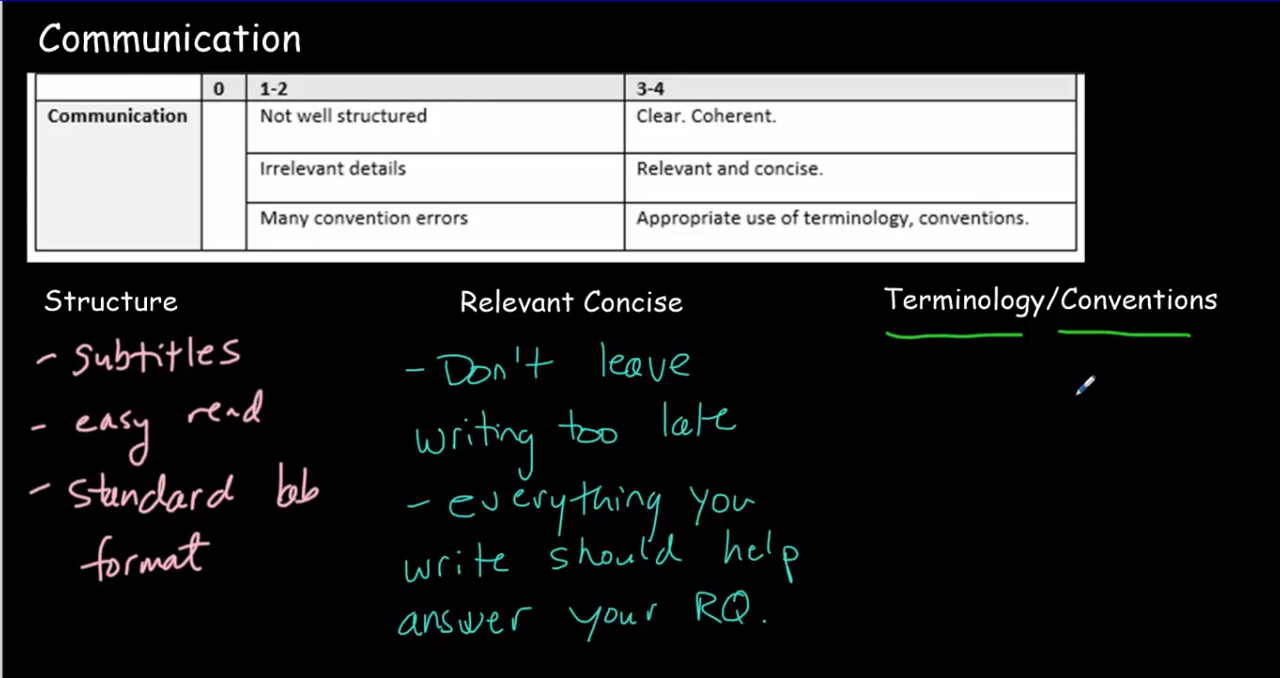 Communication
0 1-2 3-4
Communication Not well structured Clear. Coherent.
Irrelevant details Relevant and concise.
Many convention errors Appropriate use of terminology, conventions.
Structure
- subtitles
- easy read
- standard lab
format
Relevant Concise
- Don't leave
writing too late
- everything you
write should help
answer your RQ.
Terminology/Conventions